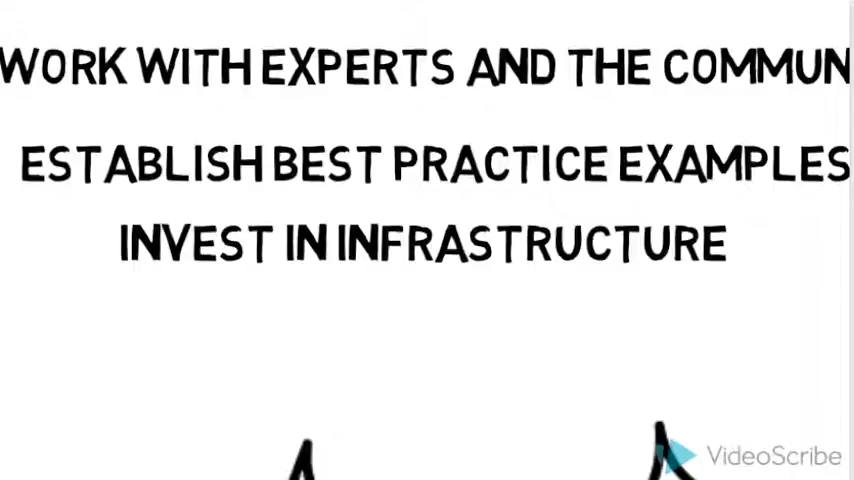 WORK WITH EXPERTS AND THE COMMUN
ESTABLISH BEST PRACTICE EXAMPLES
INVEST IN INFRASTRUCTURE
VideoScribe